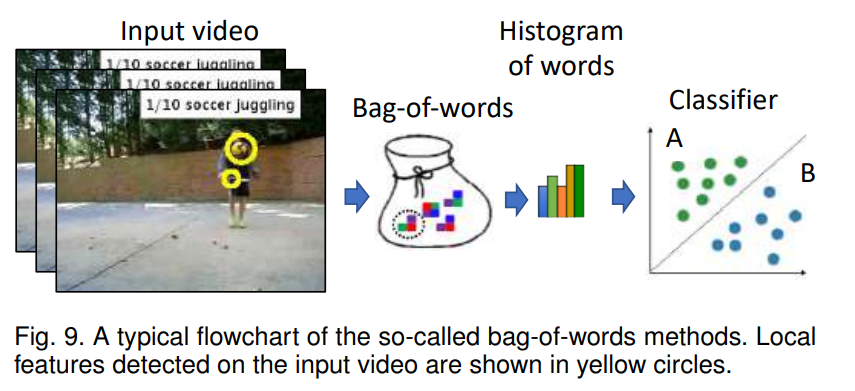 Input video
Histogram
of words
1/10 soccer juggling
1/10 soccer juggling
1/10 soccer juggling
Bag-of-words
Classifier
A
B
Fig. 9. A typical flowchart of the so-called bag-of-words methods. Local
features detected on the input video are shown in yellow circles.